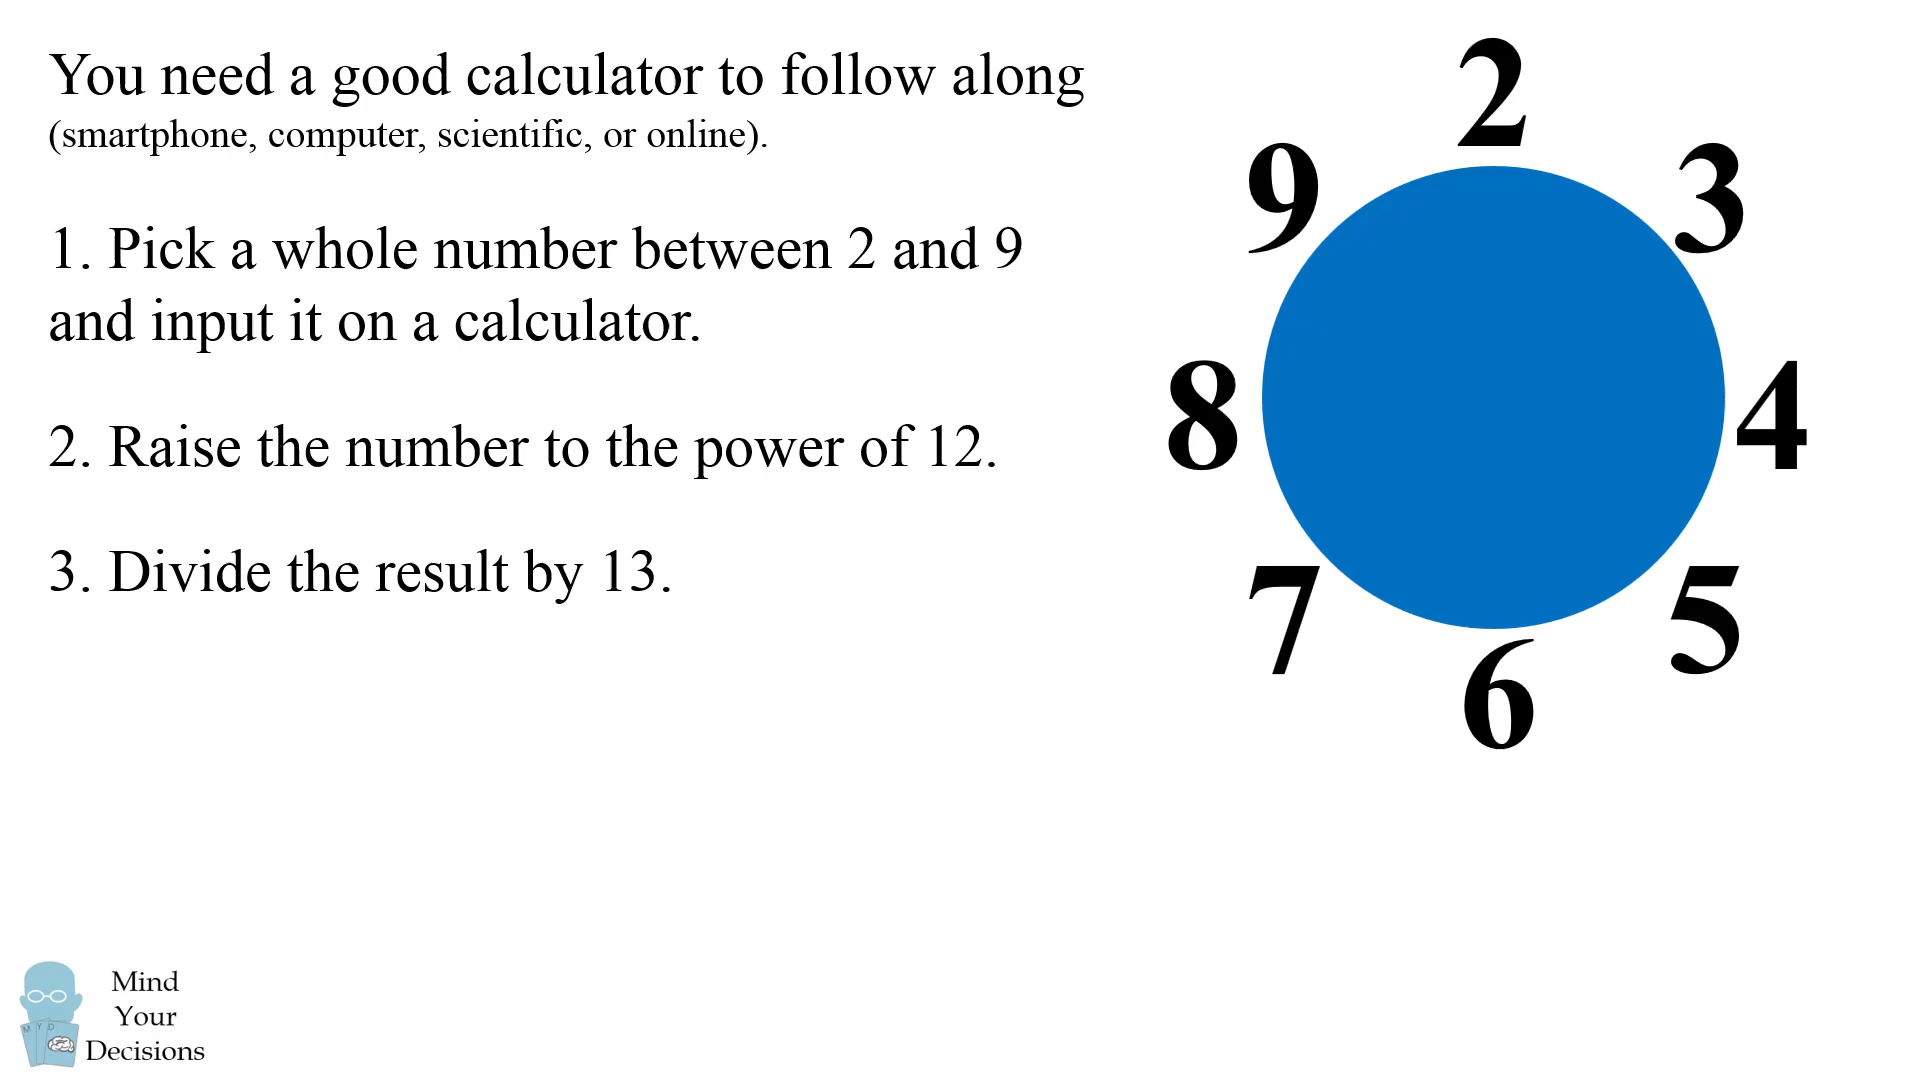 You need a good calculator to follow along
(smartphone, computer, scientific, or online).
1. Pick a whole number between 2 and 9
and input it on a calculator.
2. Raise the number to the power of 12.
3. Divide the result by 13.
2
3
4
5
6
7
8
9
M Y D
Mind
Your
Decisions